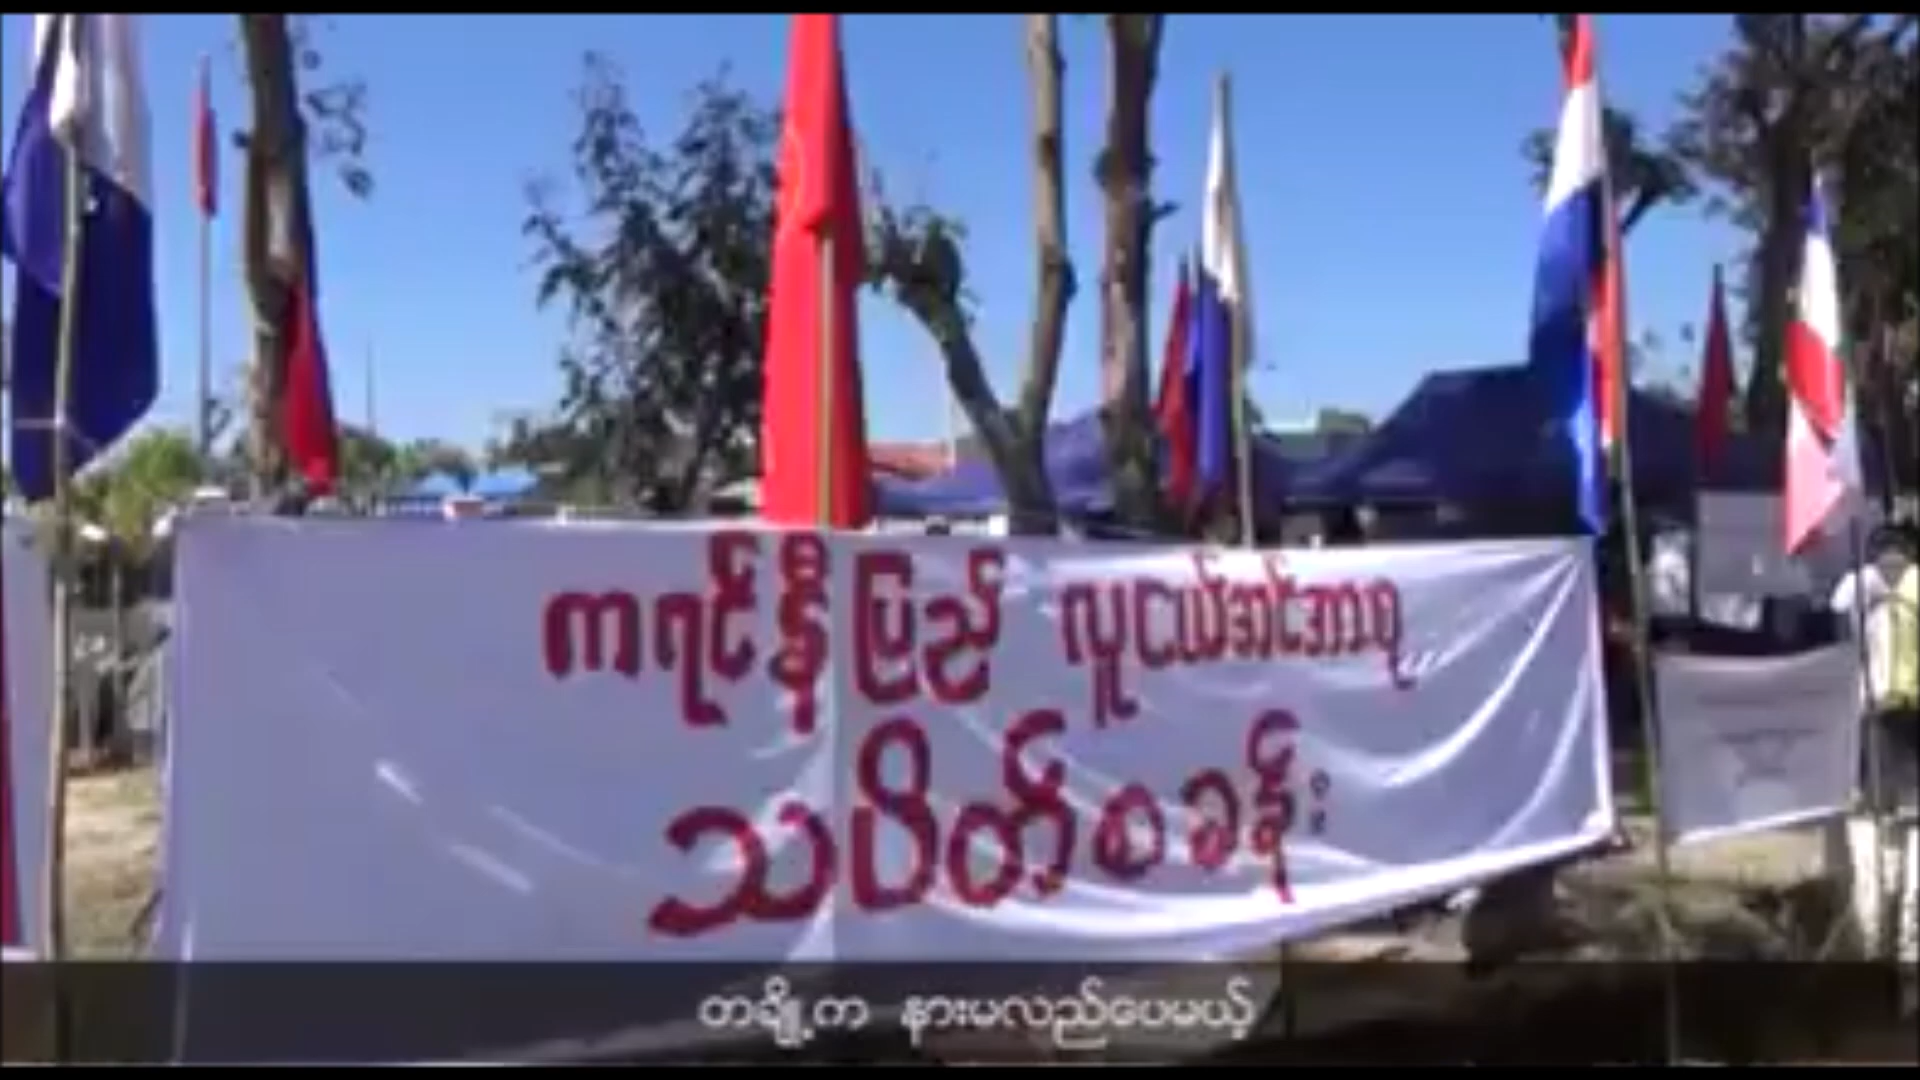 ကရင်နီပြည် လူငယ်အင်အားစု
သပိတ်စခန်း
တချို့က နားမလည်ပေမယ့်